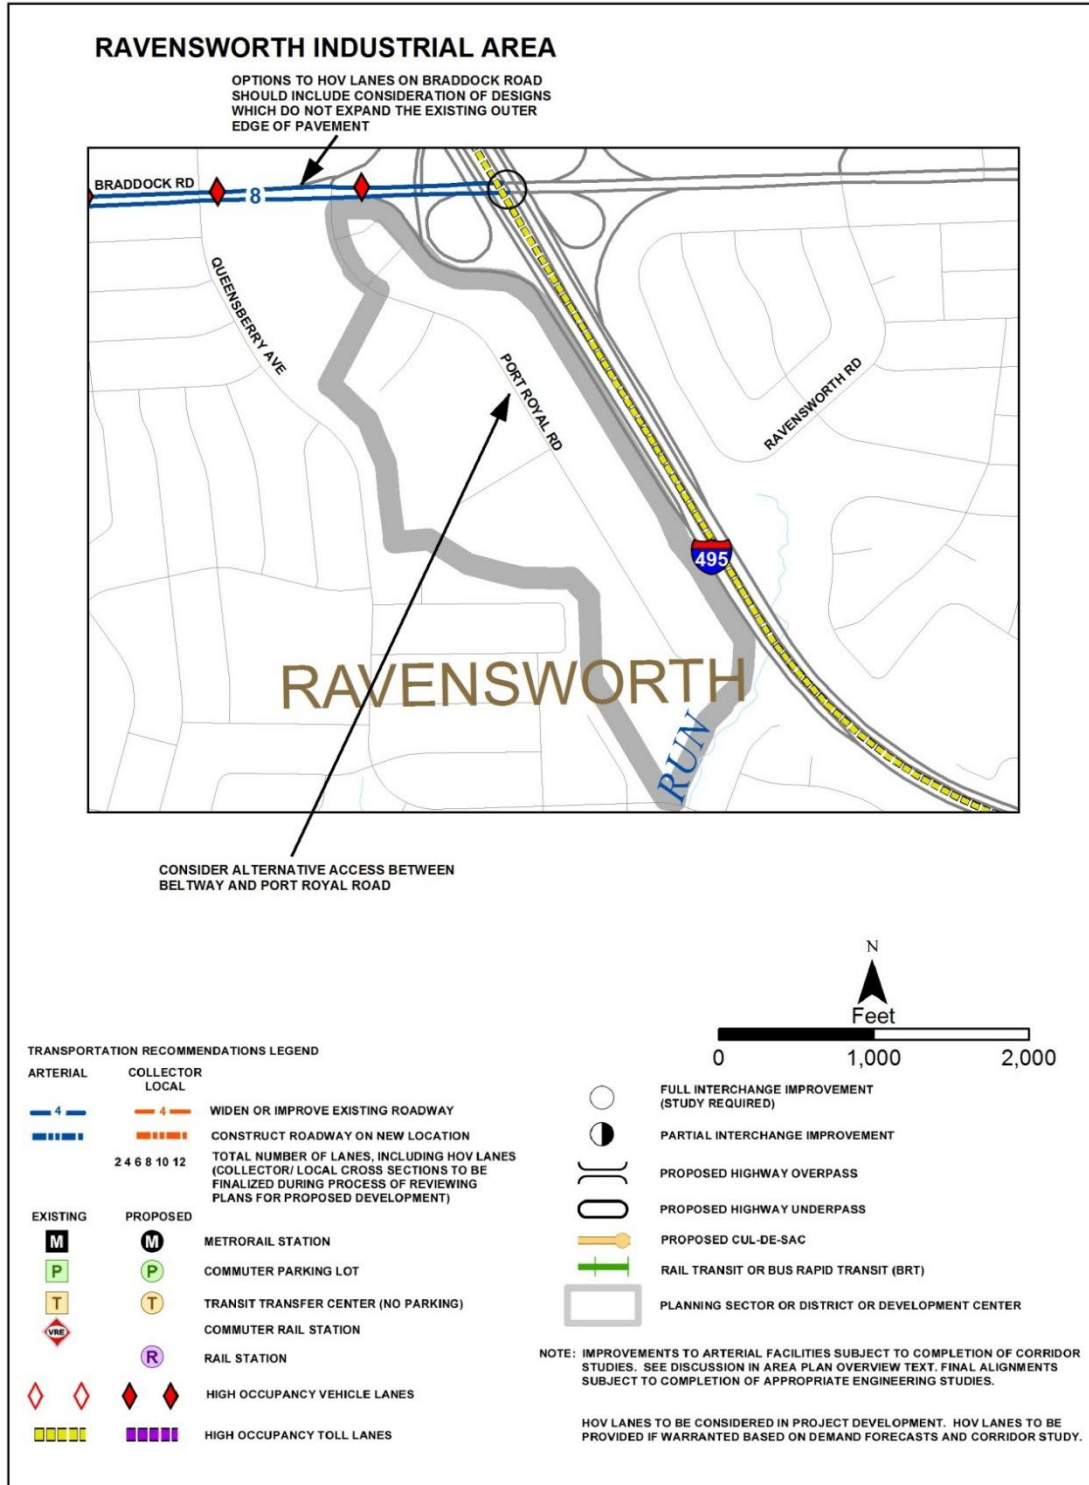 RAVENSWORTH INDUSTRIAL AREA
OPTIONS TO HOV LANES ON BRADDOCK ROAD
SHOULD INCLUDE CONSIDERATION OF DESIGNS
WHICH DO NOT EXPAND THE EXISTING OUTER
EDGE OF PAVEMENT
BRADDOCK RD
8
QUEENSBERRY AVE
PORT ROYAL RD
RAVENSWORTH RD
495
RAVENSWORTH
RUN
CONSIDER ALTERNATIVE ACCESS BETWEEN
BELTWAY AND PORT ROYAL ROAD
N
Feet
0 1,000 2,000
TRANSPORTATION RECOMMENDATIONS LEGEND
ARTERIAL
COLLECTOR
LOCAL
4 4 WIDEN OR IMPROVE EXISTING ROADWAY
CONSTRUCT ROADWAY ON NEW LOCATION
2 4 6 8 10 12 TOTAL NUMBER OF LANES, INCLUDING HOV LANES
(COLLECTOR/ LOCAL CROSS SECTIONS TO BE
FINALIZED DURING PROCESS OF REVIEWING
PLANS FOR PROPOSED DEVELOPMENT)
EXISTING PROPOSED
M M METRORAIL STATION
P P COMMUTER PARKING LOT
T T TRANSIT TRANSFER CENTER (NO PARKING)
VRE COMMUTER RAIL STATION
R RAIL STATION
HIGH OCCUPANCY VEHICLE LANES
HIGH OCCUPANCY TOLL LANES
FULL INTERCHANGE IMPROVEMENT
(STUDY REQUIRED)
PARTIAL INTERCHANGE IMPROVEMENT
PROPOSED HIGHWAY OVERPASS
PROPOSED HIGHWAY UNDERPASS
PROPOSED CUL-DE-SAC
RAIL TRANSIT OR BUS RAPID TRANSIT (BRT)
PLANNING SECTOR OR DISTRICT OR DEVELOPMENT CENTER
NOTE: IMPROVEMENTS TO ARTERIAL FACILITIES SUBJECT TO COMPLETION OF CORRIDOR
STUDIES. SEE DISCUSSION IN AREA PLAN OVERVIEW TEXT. FINAL ALIGNMENTS
SUBJECT TO COMPLETION OF APPROPRIATE ENGINEERING STUDIES.
HOV LANES TO BE CONSIDERED IN PROJECT DEVELOPMENT. HOV LANES TO BE
PROVIDED IF WARRANTED BASED ON DEMAND FORECASTS AND CORRIDOR STUDY.